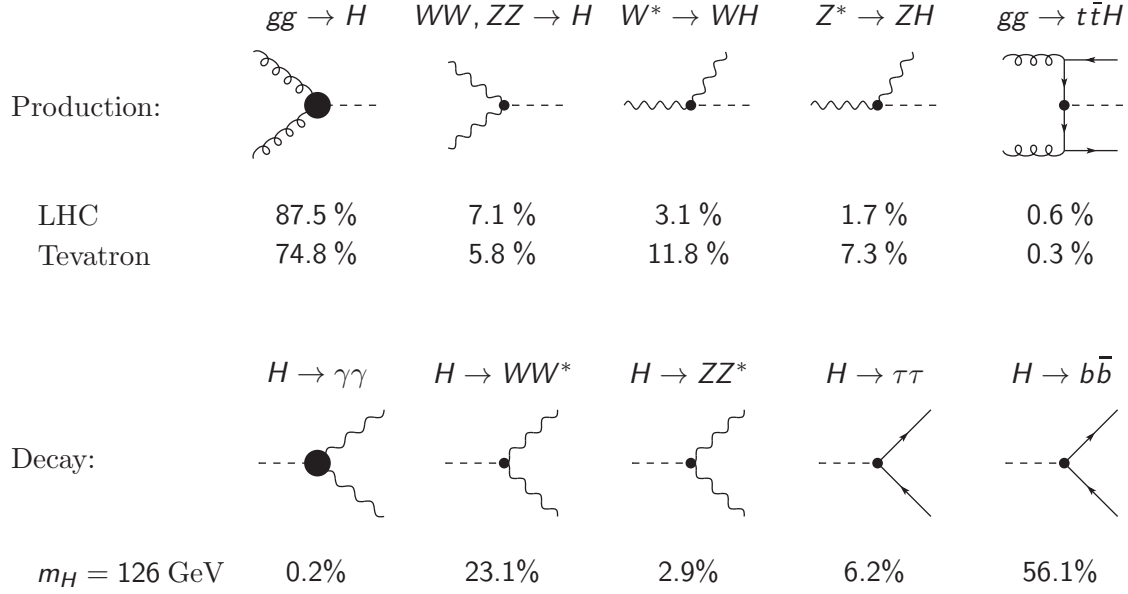 gg → H WW, ZZ → H W* → WH Z* → ZH gg → tt̄H
Production:
LHC 87.5 % 7.1 % 3.1 % 1.7 % 0.6 %
Tevatron 74.8 % 5.8 % 11.8 % 7.3 % 0.3 %
H → γγ H → WW* H → ZZ* H → ττ H → bb̄
Decay:
m_H = 126 GeV 0.2% 23.1% 2.9% 6.2% 56.1%